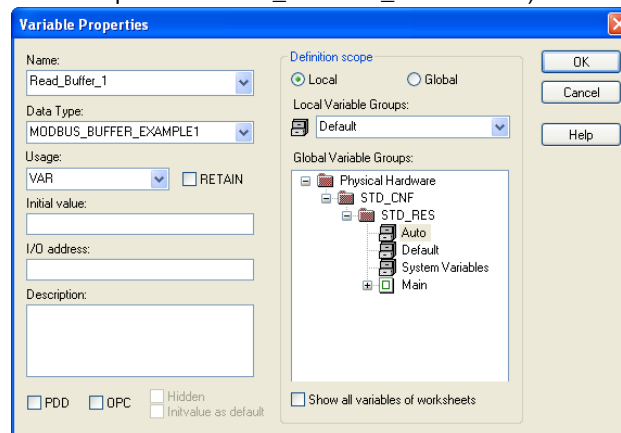 Variable Properties
Name:
Read_Buffer_1
Data Type:
MODBUS_BUFFER_EXAMPLE1
Usage:
VAR
RETAIN
Initial value:
I/O address:
Description:
PDD
OPC
Hidden
Initvalue as default
Definition scope
Local
Global
Local Variable Groups:
Default
Global Variable Groups:
Physical Hardware
STD_CNF
STD_RES
Auto
Default
System Variables
Main
Show all variables of worksheets
OK
Cancel
Help